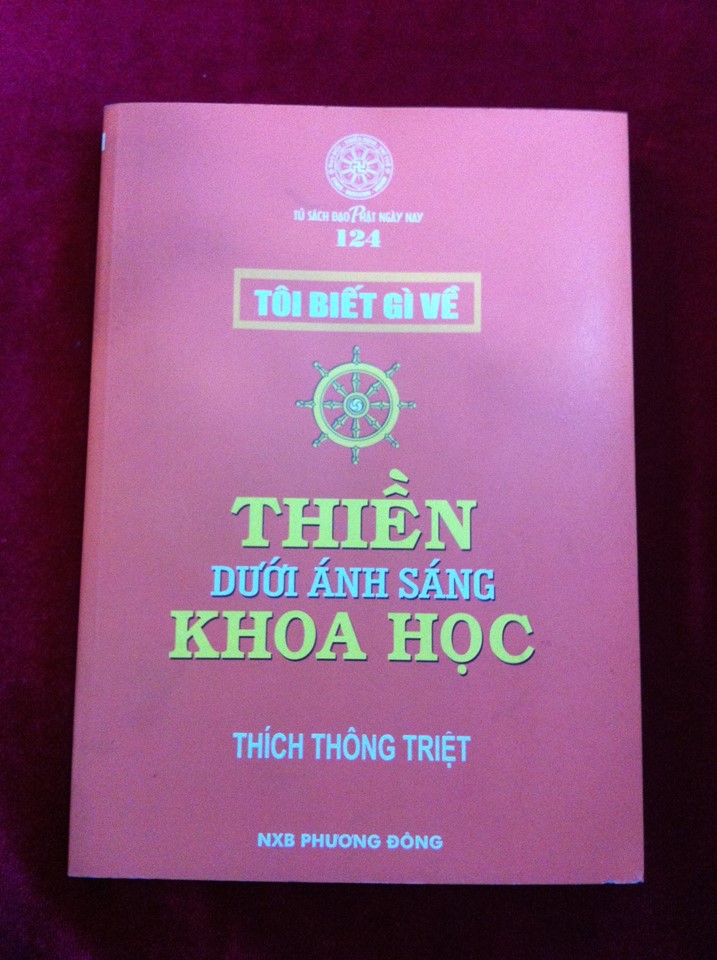 TỦ SÁCH ĐẠO PHẬT NGÀY NAY
124
TÔI BIẾT GÌ VỀ
THIỀN
DƯỚI ÁNH SÁNG
KHOA HỌC
THÍCH THÔNG TRIỆT
NXB PHƯƠNG ĐÔNG